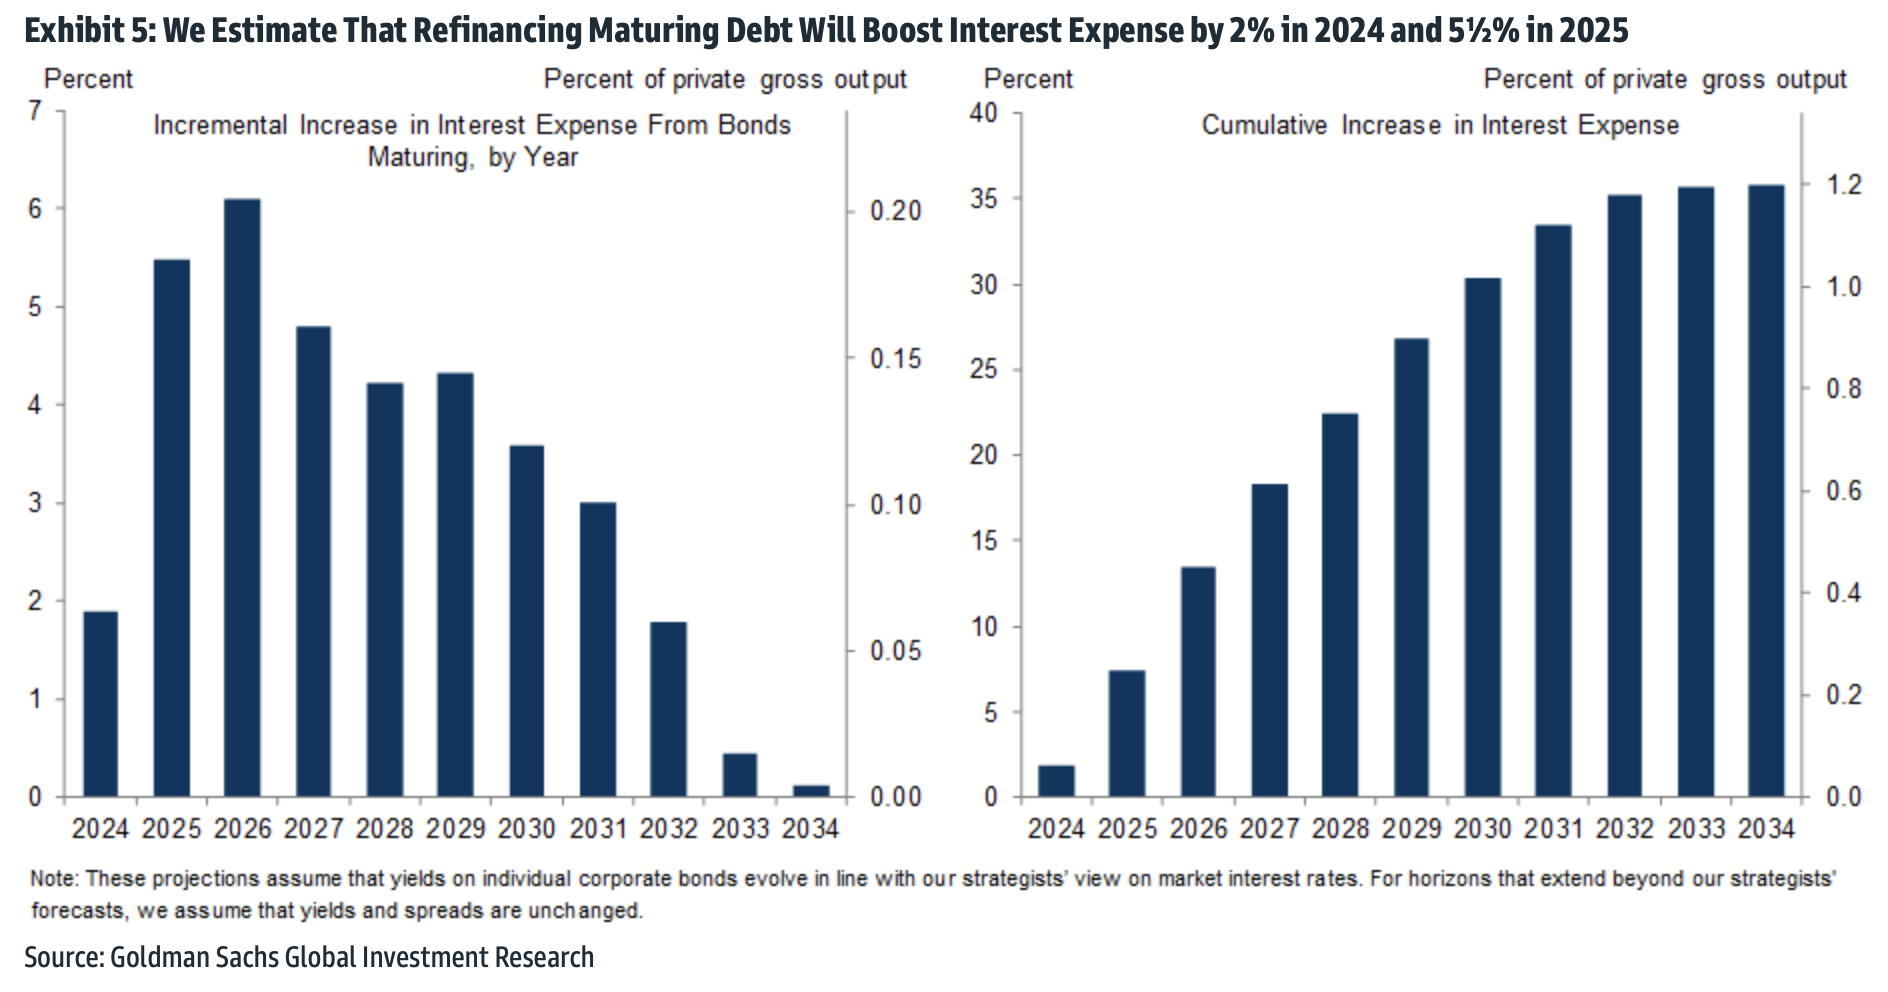 Exhibit 5: We Estimate That Refinancing Maturing Debt Will Boost Interest Expense by 2% in 2024 and 5½% in 2025
Percent
Percent of private gross output
Incremental Increase in Interest Expense From Bonds
Maturing, by Year
7
6
5
4
3
2
1
0
0.20
0.15
0.10
0.05
0.00
2024 2025 2026 2027 2028 2029 2030 2031 2032 2033 2034
Percent
Percent of private gross output
Cumulative Increase in Interest Expense
40
35
30
25
20
15
10
5
0
1.2
1.0
0.8
0.6
0.4
0.2
0.0
2024 2025 2026 2027 2028 2029 2030 2031 2032 2033 2034
Note: These projections assume that yields on individual corporate bonds evolve in line with our strategists' view on market interest rates. For horizons that extend beyond our strategists'
forecasts, we assume that yields and spreads are unchanged.
Source: Goldman Sachs Global Investment Research